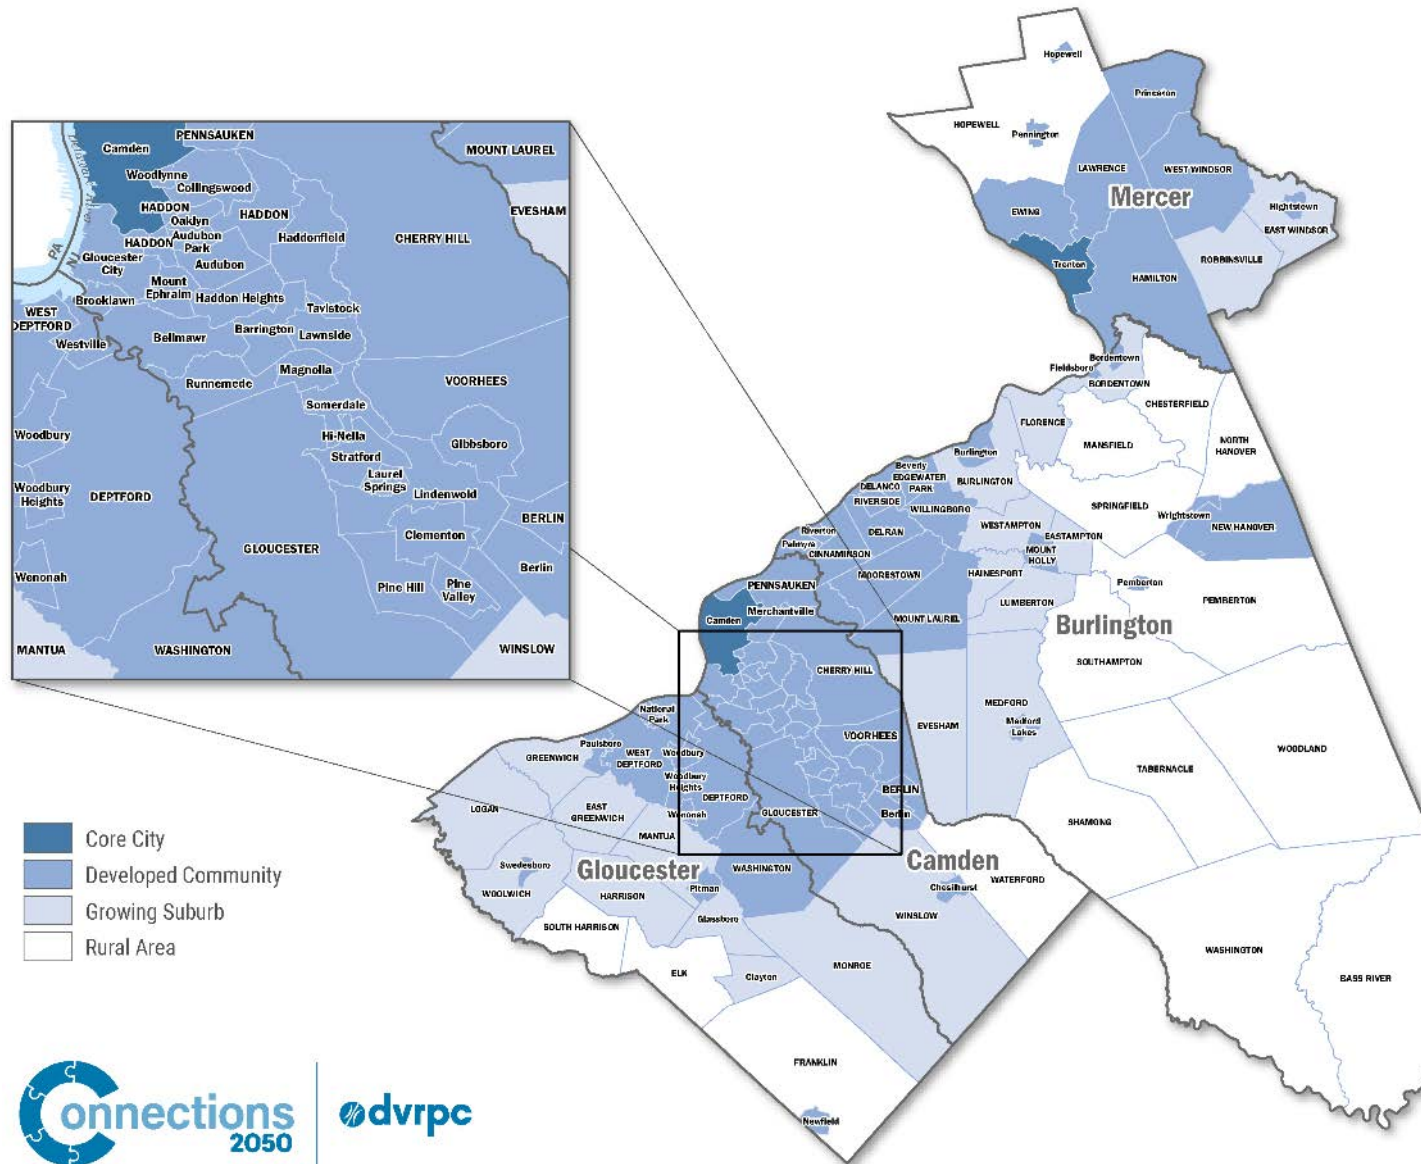 PENNSAUKEN
Camden
MOUNT LAUREL
Woodlynne
Collingswood
EVESHAM
HADDON
Oaklyn
HADDON
Haddonfield
CHERRY HILL
HADDON
Audubon
Park
PA
NJ
Gloucester
City
Audubon
Mount
Ephraim
Haddon Heights
Brooklawn
Tavistock
WEST
DEPTFORD
Barrington
Lawnside
Bellmawr
Westville
Magnolia
Runnemede
VOORHEES
Somerdale
Woodbury
Hi-Nella
Gibbsboro
Stratford
Laurel
Springs
Woodbury
Heights
Lindenwold
DEPTFORD
BERLIN
Clementon
GLOUCESTER
Berlin
Wenonah
Pine Hill
Pine
Valley
MANTUA
WASHINGTON
WINSLOW
Hopewell
Princeton
HOPEWELL
Pennington
LAWRENCE
WEST WINDSOR
Mercer
EWING
Hightstown
EAST WINDSOR
Trenton
ROBBINSVILLE
HAMILTON
Bordentown
Fieldsboro
BORDENTOWN
CHESTERFIELD
FLORENCE
MANSFIELD
NORTH
HANOVER
Burlington
Beverly
EDGEWATER
PARK
BURLINGTON
DELANCO
RIVERSIDE
WILLINGBORO
SPRINGFIELD
Wrightstown
NEW HANOVER
WESTAMPTON
EASTAMPTON
Riverton
DELRAN
Palmyra
CINNAMINSON
MOUNT
HOLLY
MOORESTOWN
HAINESPORT
PENNSAUKEN
Pemberton
PEMBERTON
LUMBERTON
Merchantville
Camden
MOUNT LAUREL
Burlington
SOUTHAMPTON
CHERRY HILL
MEDFORD
National
Park
EVESHAM
Medford
Lakes
VOORHEES
WOODLAND
Paulsboro
WEST
DEPTFORD
Woodbury
GREENWICH
TABERNACLE
Woodbury
Heights
BERLIN
DEPTFORD
LOGAN
EAST
GREENWICH
Wenonah
GLOUCESTER
Berlin
SHAMONG
MANTUA
Swedesboro
Gloucester
WASHINGTON
Camden
WATERFORD
Pitman
Chesilhurst
WOOLWICH
HARRISON
Glassboro
WINSLOW
SOUTH HARRISON
WASHINGTON
ELK
Clayton
MONROE
BASS RIVER
FRANKLIN
Newfield
Core City
Developed Community
Growing Suburb
Rural Area
Connections
2050
dvrpc